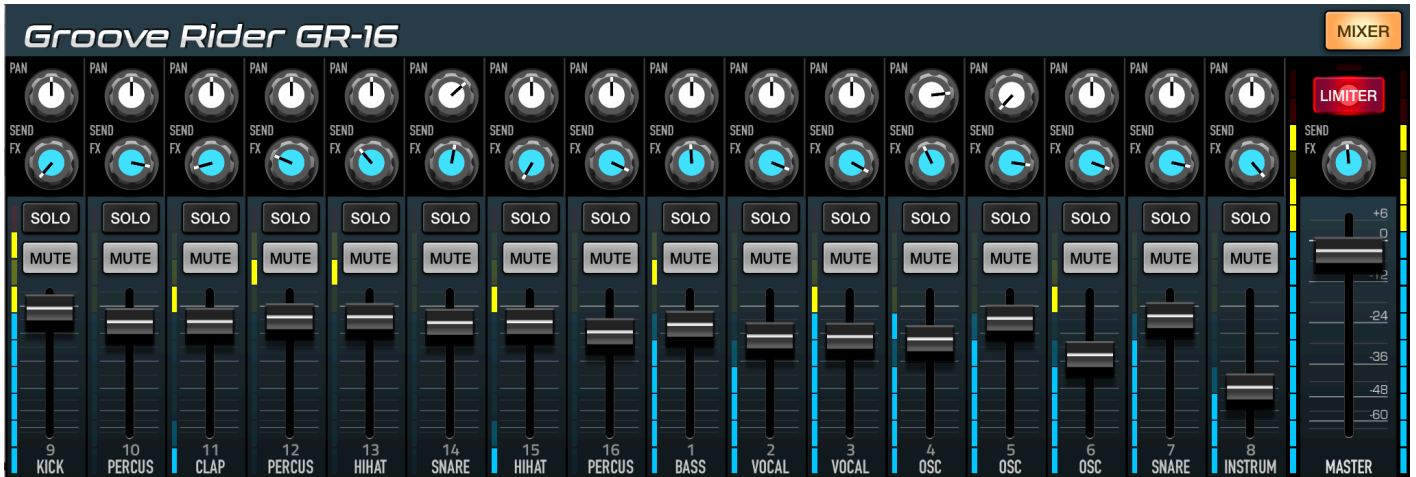 Groove Rider GR-16 MIXER
PAN PAN PAN PAN PAN PAN PAN PAN PAN PAN PAN PAN PAN PAN PAN PAN LIMITER
SEND SEND SEND SEND SEND SEND SEND SEND SEND SEND SEND SEND SEND SEND SEND SEND SEND
FX FX FX FX FX FX FX FX FX FX FX FX FX FX FX FX FX
SOLO SOLO SOLO SOLO SOLO SOLO SOLO SOLO SOLO SOLO SOLO SOLO SOLO SOLO SOLO SOLO +6
MUTE MUTE MUTE MUTE MUTE MUTE MUTE MUTE MUTE MUTE MUTE MUTE MUTE MUTE MUTE MUTE 0
-12
-24
-36
-48
-60
9 10 11 12 13 14 15 16 1 2 3 4 5 6 7 8
KICK PERCUS CLAP PERCUS HIHAT SNARE HIHAT PERCUS BASS VOCAL VOCAL OSC OSC OSC SNARE INSTRUM MASTER